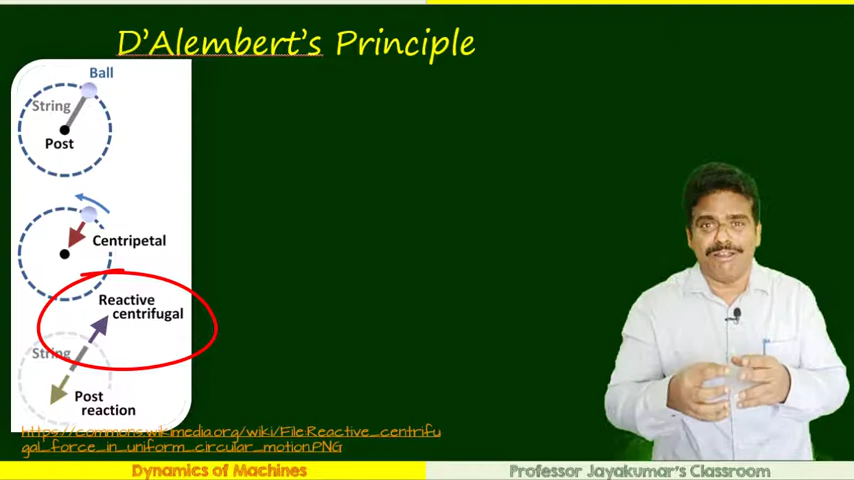 D'Alembert's Principle
Ball
String
Post
Centripetal
Reactive
centrifugal
String
Post
reaction
https://commons.wikimedia.org/wiki/File:Reactive_centrifu
gal_force_in_uniform_circular_motion.PNG
Dynamics of Machines
Professor Jayakumar's Classroom